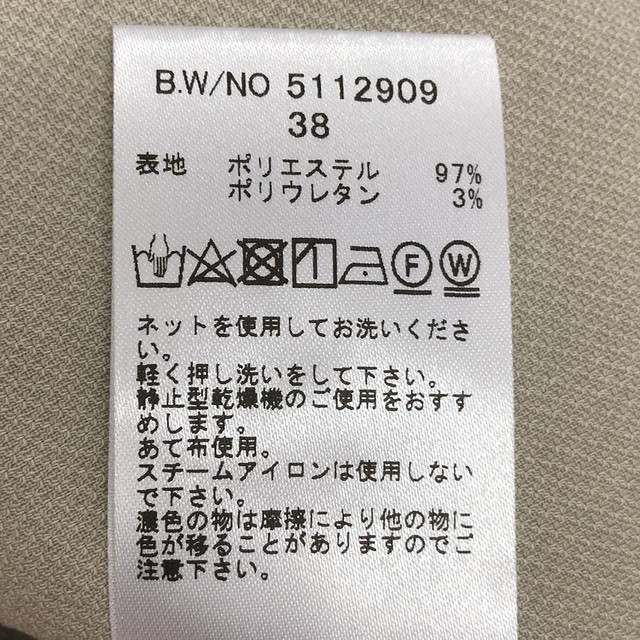 B.W/NO 5112909
38
表地 ポリエステル 97%
ポリウレタン 3%
F W
ネットを使用してお洗いくださ
い。
軽く押し洗いをして下さい。
静止型乾燥機のご使用をおすす
めします。
あて布使用。
スチームアイロンは使用しない
で下さい。
濃色の物は摩擦により他の物に
色が移ることがありますのでご
注意下さい。